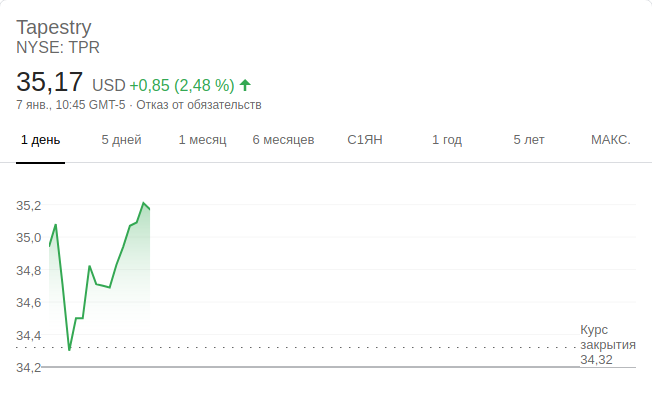 Tapestry
NYSE: TPR
35,17 USD +0,85 (2,48 %)
7 янв., 10:45 GMT-5 · Отказ от обязательств
1 день 5 дней 1 месяц 6 месяцев С1ЯН 1 год 5 лет МАКС.
35,2
35,0
34,8
34,6
34,4
34,2
Курс
закрытия
34,32